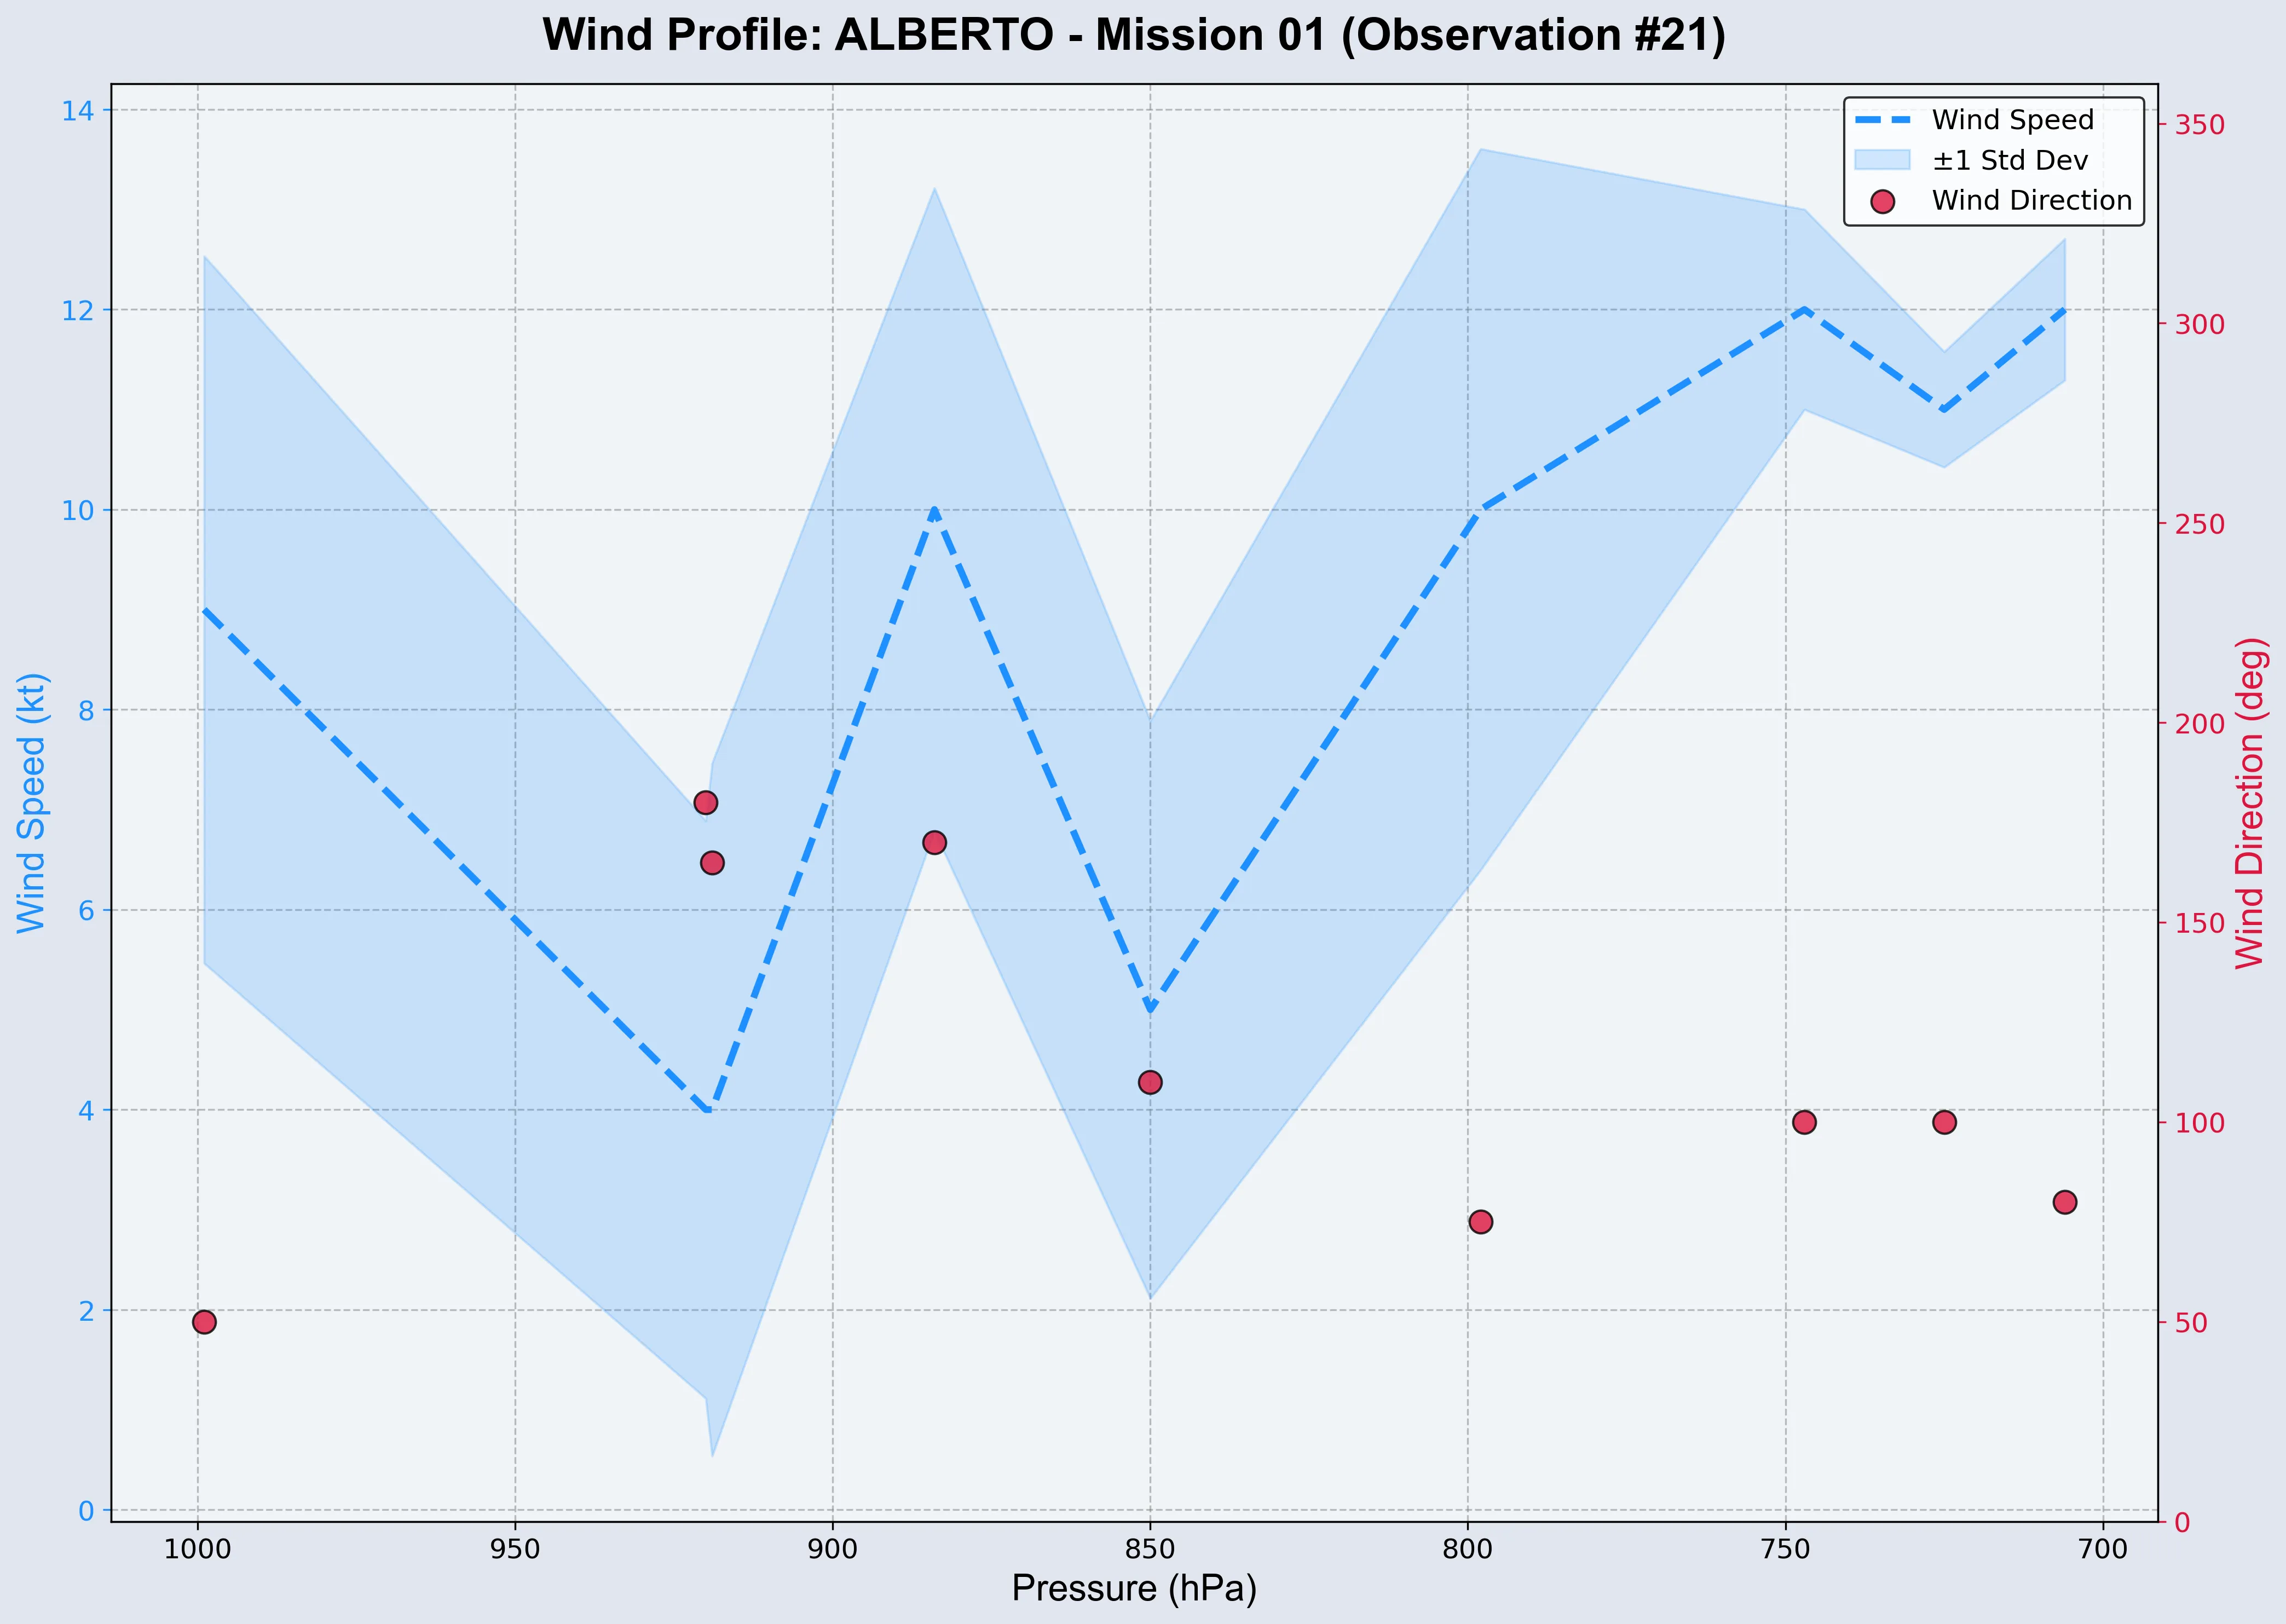 Wind Profile: ALBERTO - Mission 01 (Observation #21)
14
12
10
8
6
4
2
0
Wind Speed (kt)
Wind Speed
±1 Std Dev
Wind Direction
350
300
250
200
150
100
50
0
Wind Direction (deg)
1000 950 900 850 800 750 700
Pressure (hPa)